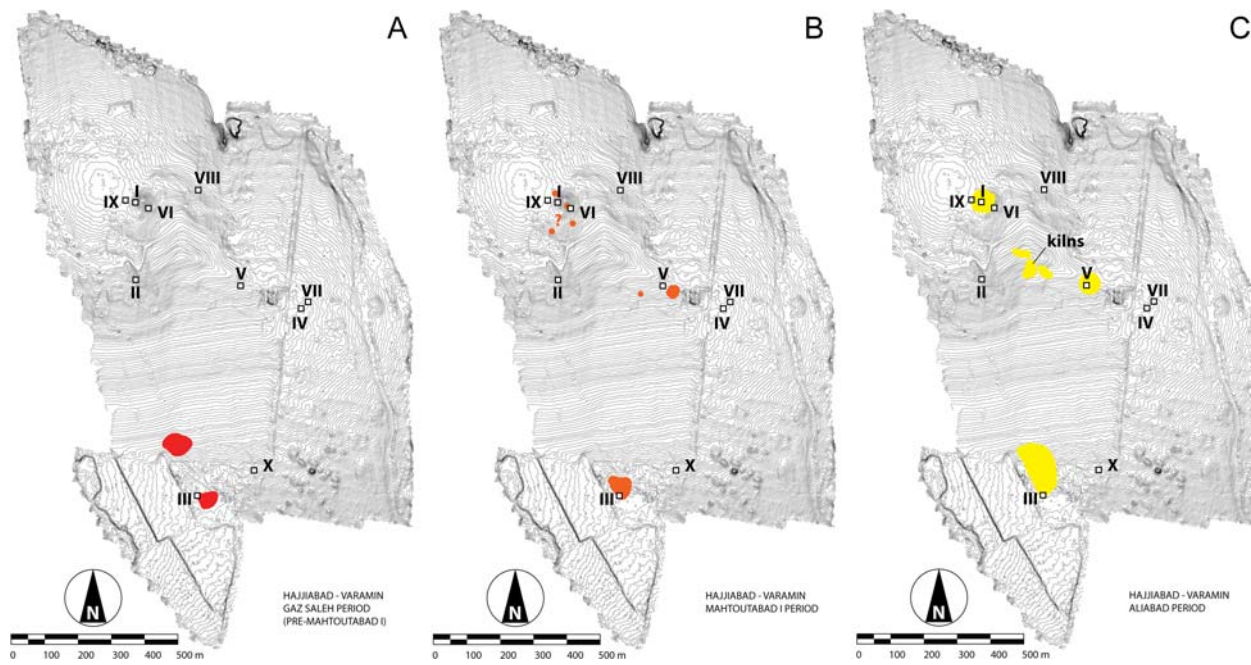 A
VIII
I
IX
VI
V
II
VII
IV
X
III
N
HAJJIABAD - VARAMIN
GAZ SALEH PERIOD
(PRE-MAHTOUTABAD I)
0 100 200 300 400 500 m
B
VIII
I
IX
VI
?
V
II
VII
IV
X
III
N
HAJJIABAD - VARAMIN
MAHTOUTABAD I PERIOD
0 100 200 300 400 500 m
C
VIII
I
IX
VI
kilns
V
II
VII
IV
X
III
N
HAJJIABAD - VARAMIN
ALIABAD PERIOD
0 100 200 300 400 500 m